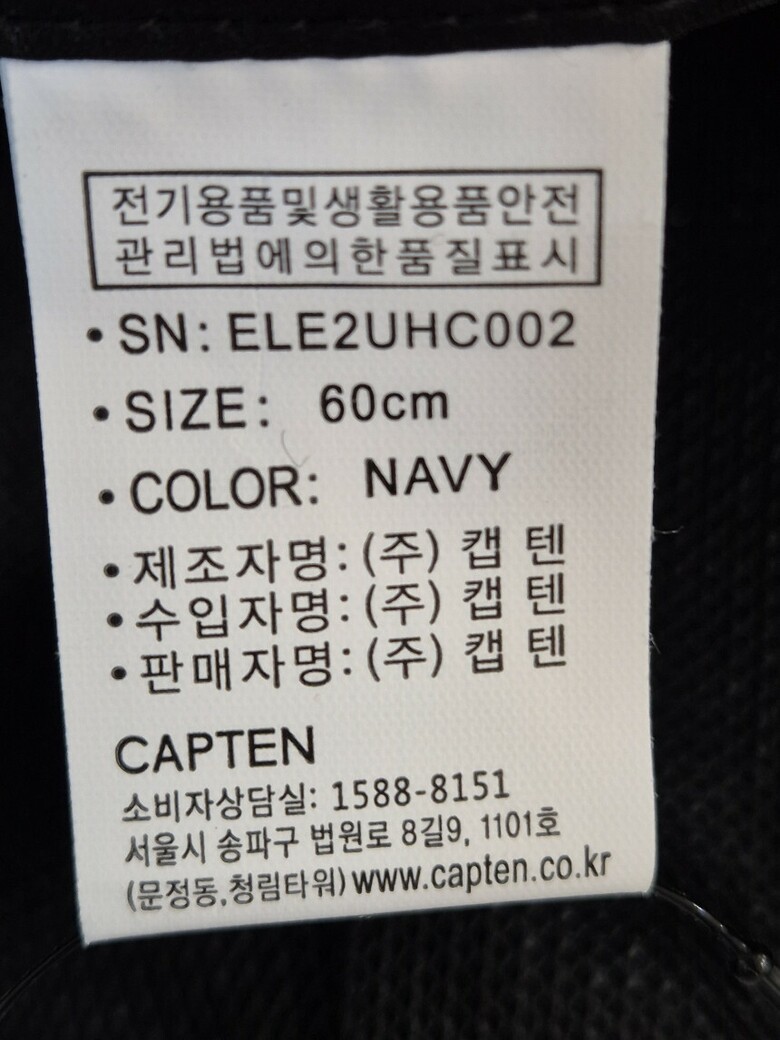 전기용품및생활용품안전
관리법에의한품질표시
• SN: ELE2UHC002
• SIZE: 60cm
• COLOR: NAVY
• 제조자명: (주) 캡 텐
• 수입자명: (주) 캡 텐
• 판매자명: (주) 캡 텐
CAPTEN
소비자상담실: 1588-8151
서울시 송파구 법원로 8길9, 1101호
(문정동,청림타워) www.capten.co.kr